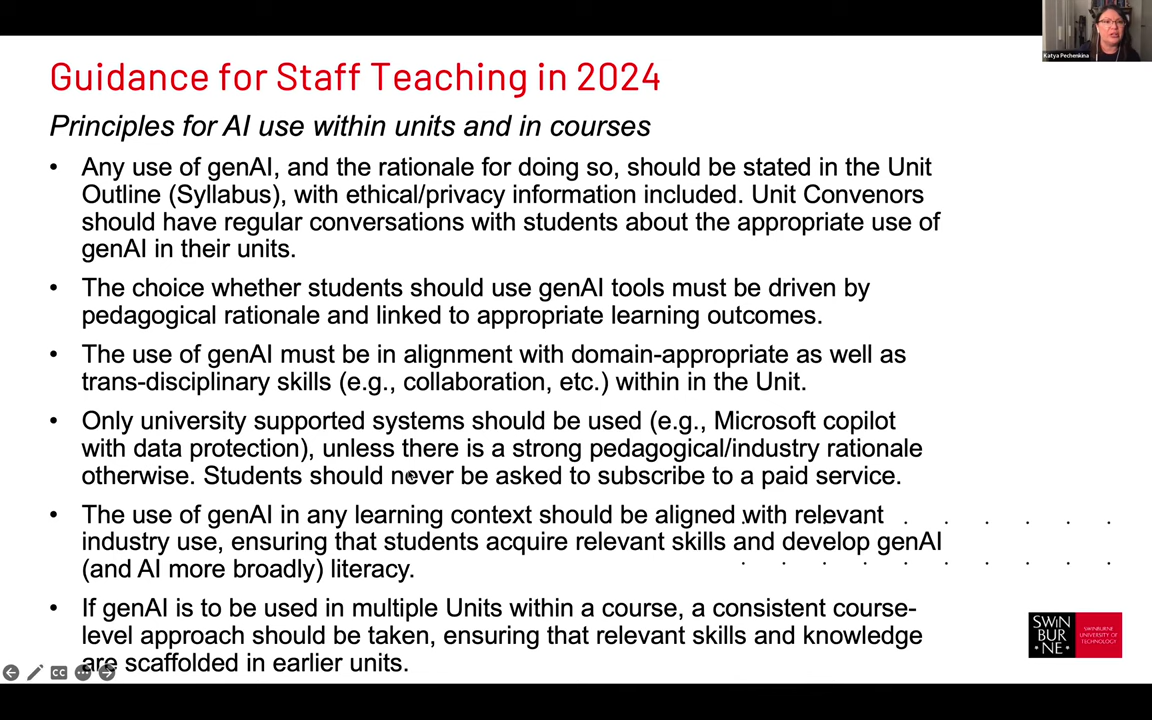 Katya Pechenkina
Guidance for Staff Teaching in 2024
Principles for AI use within units and in courses
• Any use of genAI, and the rationale for doing so, should be stated in the Unit
Outline (Syllabus), with ethical/privacy information included. Unit Convenors
should have regular conversations with students about the appropriate use of
genAI in their units.
• The choice whether students should use genAI tools must be driven by
pedagogical rationale and linked to appropriate learning outcomes.
• The use of genAI must be in alignment with domain-appropriate as well as
trans-disciplinary skills (e.g., collaboration, etc.) within in the Unit.
• Only university supported systems should be used (e.g., Microsoft copilot
with data protection), unless there is a strong pedagogical/industry rationale
otherwise. Students should never be asked to subscribe to a paid service.
• The use of genAI in any learning context should be aligned with relevant
industry use, ensuring that students acquire relevant skills and develop genAI
(and AI more broadly) literacy.
• If genAI is to be used in multiple Units within a course, a consistent course-
level approach should be taken, ensuring that relevant skills and knowledge
are scaffolded in earlier units.
CC
SWIN
BUR
• NE •
SWINBURNE
UNIVERSITY OF
TECHNOLOGY